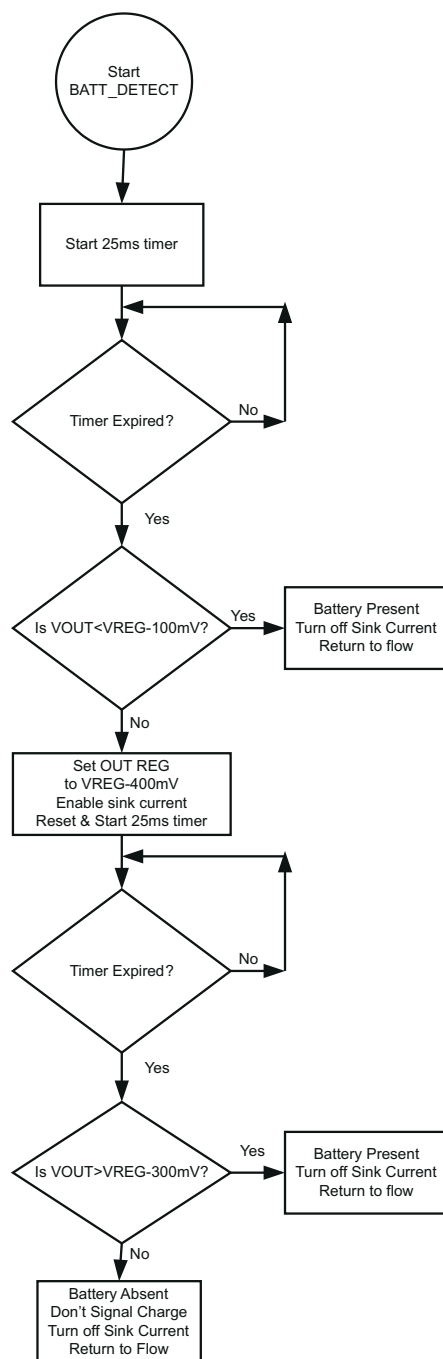 Start
BATT_DETECT
Start 25ms timer
Timer Expired?
No
Yes
Is VOUT<VREG-100mV?
Yes
Battery Present
Turn off Sink Current
Return to flow
No
Set OUT REG
to VREG-400mV
Enable sink current
Reset & Start 25ms timer
Timer Expired?
No
Yes
Is VOUT>VREG-300mV?
Yes
Battery Present
Turn off Sink Current
Return to flow
No
Battery Absent
Don’t Signal Charge
Turn off Sink Current
Return to Flow